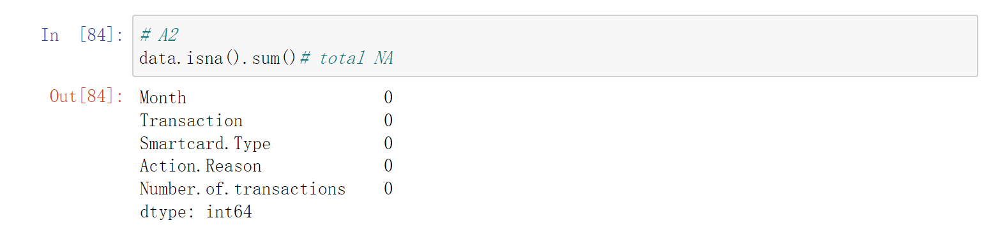 In [84]: # A2
data.isna().sum()# total NA
Out[84]: Month 0
Transaction 0
Smartcard.Type 0
Action.Reason 0
Number.of.transactions 0
dtype: int64